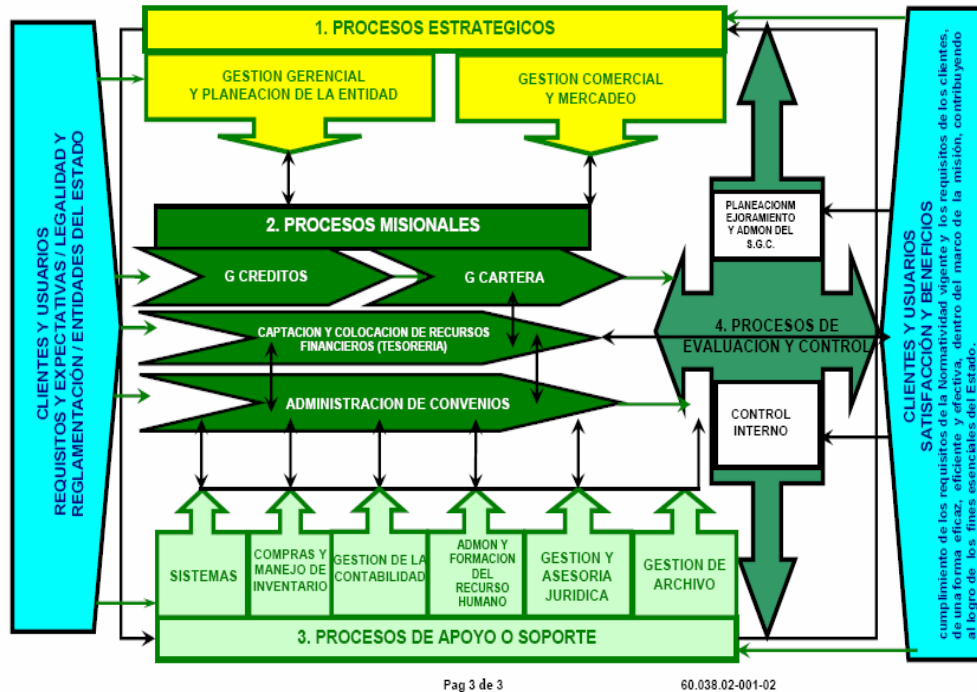 CLIENTES Y USUARIOS
REQUISITOS Y EXPECTATIVAS / LEGALIDAD Y
REGLAMENTACIÓN / ENTIDADES DEL ESTADO
1. PROCESOS ESTRATEGICOS
GESTION GERENCIAL
Y PLANEACION DE LA ENTIDAD
GESTION COMERCIAL
Y MERCADEO
2. PROCESOS MISIONALES
G CREDITOS
G CARTERA
CAPTACION Y COLOCACION DE RECURSOS
FINANCIEROS (TESORERIA)
ADMINISTRACION DE CONVENIOS
PLANEACIONM
EJORAMIENTO
Y ADMON DEL
S.G.C.
4. PROCESOS DE
EVALUACION Y CONTROL
CONTROL
INTERNO
SISTEMAS
COMPRAS Y
MANEJO DE
INVENTARIO
GESTION DE LA
CONTABILIDAD
ADMON Y
FORMACION
DEL
RECURSO
HUMANO
GESTION Y
ASESORIA
JURIDICA
GESTION DE
ARCHIVO
3. PROCESOS DE APOYO O SOPORTE
CLIENTES Y USUARIOS
SATISFACCIÓN Y BENEFICIOS
cumplimiento de los requisitos de la Normatividad vigente y los requisitos de los clientes,
de una forma eficaz, eficiente y efectiva, dentro del marco de la misión, contribuyendo
al logro de los fines esenciales del Estado.
Pag 3 de 3
60.038.02-001-02